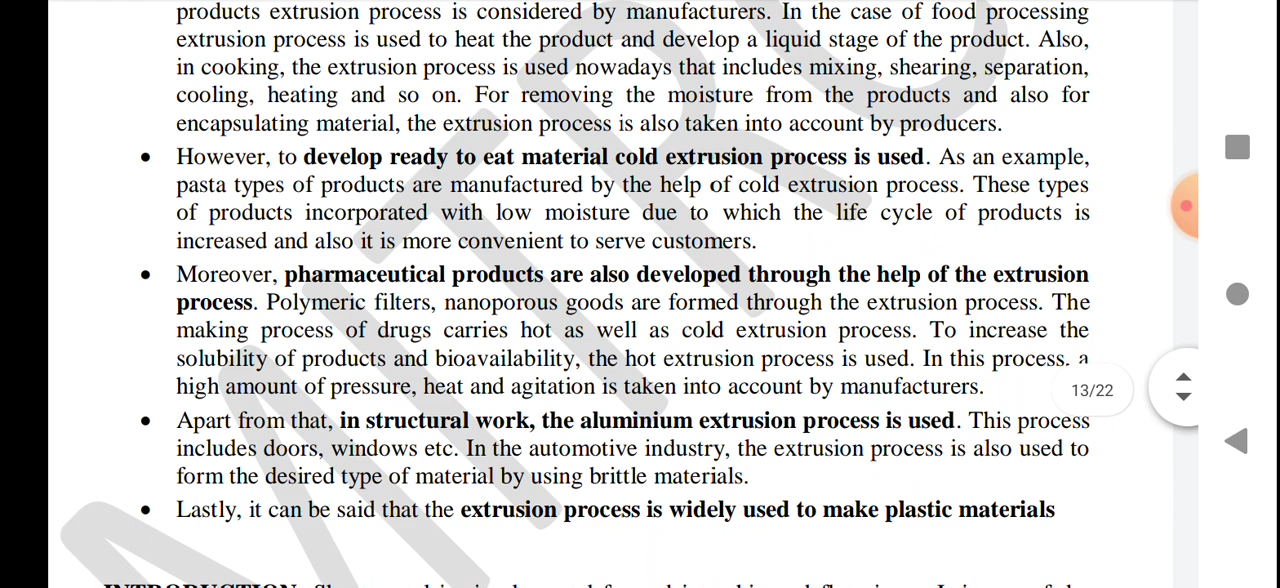 products extrusion process is considered by manufacturers. In the case of food processing
extrusion process is used to heat the product and develop a liquid stage of the product. Also,
in cooking, the extrusion process is used nowadays that includes mixing, shearing, separation,
cooling, heating and so on. For removing the moisture from the products and also for
encapsulating material, the extrusion process is also taken into account by producers.
• However, to develop ready to eat material cold extrusion process is used. As an example,
pasta types of products are manufactured by the help of cold extrusion process. These types
of products incorporated with low moisture due to which the life cycle of products is
increased and also it is more convenient to serve customers.
• Moreover, pharmaceutical products are also developed through the help of the extrusion
process. Polymeric filters, nanoporous goods are formed through the extrusion process. The
making process of drugs carries hot as well as cold extrusion process. To increase the
solubility of products and bioavailability, the hot extrusion process is used. In this process. a
high amount of pressure, heat and agitation is taken into account by manufacturers.
13/22
• Apart from that, in structural work, the aluminium extrusion process is used. This process
includes doors, windows etc. In the automotive industry, the extrusion process is also used to
form the desired type of material by using brittle materials.
• Lastly, it can be said that the extrusion process is widely used to make plastic materials